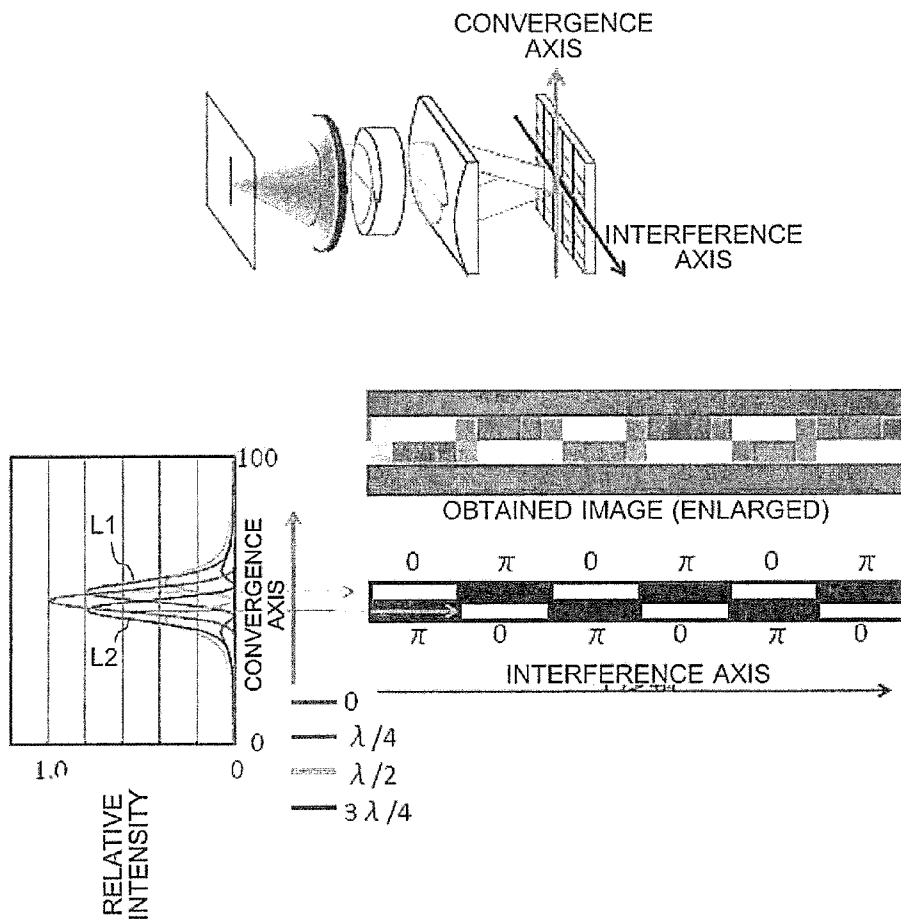 CONVERGENCE
AXIS
INTERFERENCE
AXIS
OBTAINED IMAGE (ENLARGED)
100
L1
L2
CONVERGENCE
AXIS
0 π 0 π 0 π
π 0 π 0 π 0
INTERFERENCE AXIS
0
1.0 0
RELATIVE
INTENSITY
0
λ/4
λ/2
3λ/4